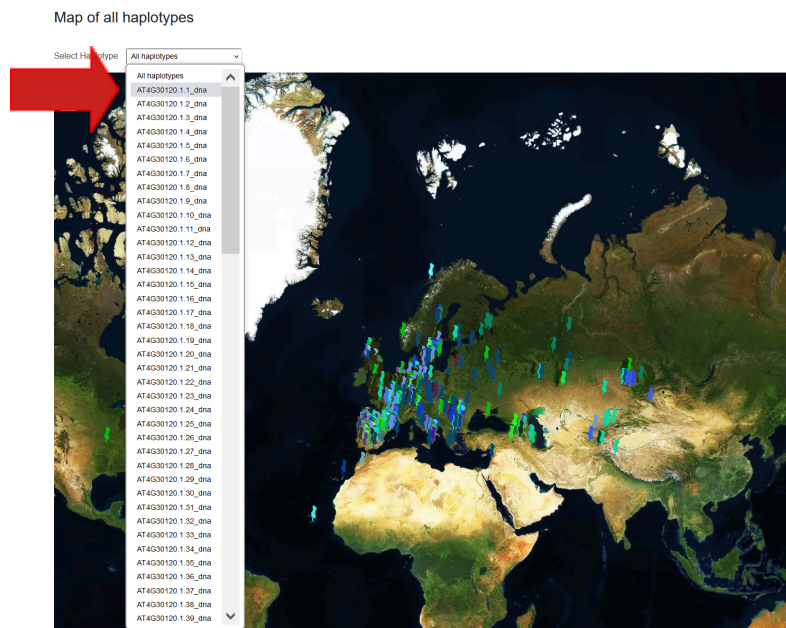 Map of all haplotypes
Select Haplotype All haplotypes
All haplotypes
AT4G30120.1.1_dna
AT4G30120.1.2_dna
AT4G30120.1.3_dna
AT4G30120.1.4_dna
AT4G30120.1.5_dna
AT4G30120.1.6_dna
AT4G30120.1.7_dna
AT4G30120.1.8_dna
AT4G30120.1.9_dna
AT4G30120.1.10_dna
AT4G30120.1.11_dna
AT4G30120.1.12_dna
AT4G30120.1.13_dna
AT4G30120.1.14_dna
AT4G30120.1.15_dna
AT4G30120.1.16_dna
AT4G30120.1.17_dna
AT4G30120.1.18_dna
AT4G30120.1.19_dna
AT4G30120.1.20_dna
AT4G30120.1.21_dna
AT4G30120.1.22_dna
AT4G30120.1.23_dna
AT4G30120.1.24_dna
AT4G30120.1.25_dna
AT4G30120.1.26_dna
AT4G30120.1.27_dna
AT4G30120.1.28_dna
AT4G30120.1.29_dna
AT4G30120.1.30_dna
AT4G30120.1.31_dna
AT4G30120.1.32_dna
AT4G30120.1.33_dna
AT4G30120.1.34_dna
AT4G30120.1.35_dna
AT4G30120.1.36_dna
AT4G30120.1.37_dna
AT4G30120.1.38_dna
AT4G30120.1.39_dna